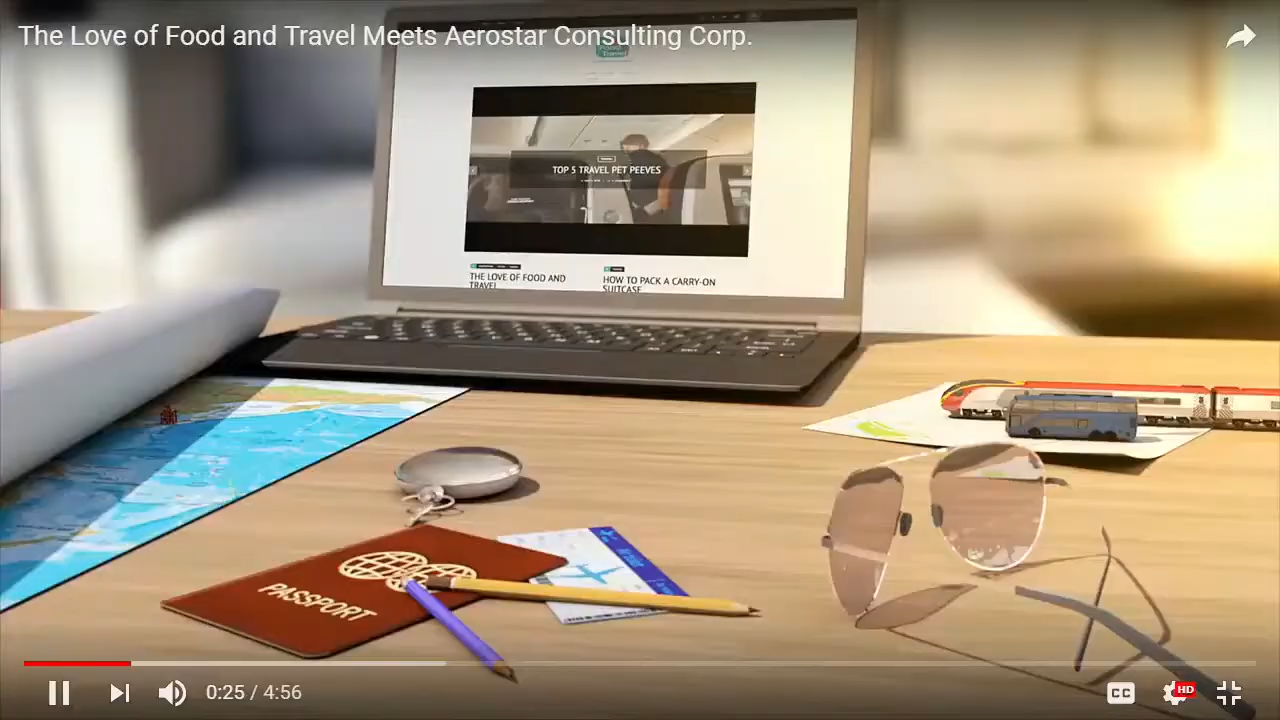 The Love of Food and Travel Meets Aerostar Consulting Corp.
TOP 5 TRAVEL PET PEEVES
THE LOVE OF FOOD AND
TRAVEL
HOW TO PACK A CARRY-ON
SUITCASE
PASSPORT
0:25 / 4:56
CC
HD